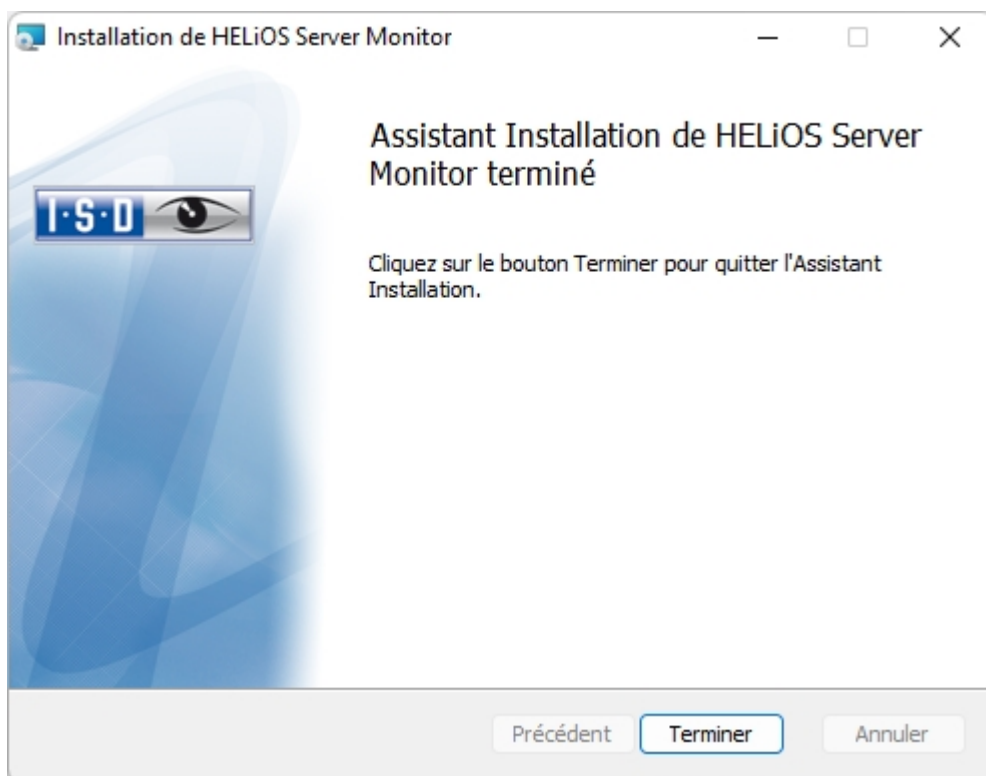 Installation de HELiOS Server Monitor
Assistant Installation de HELiOS Server
Monitor terminé
I·S·D
Cliquez sur le bouton Terminer pour quitter l'Assistant
Installation.
Précédent
Terminer
Annuler